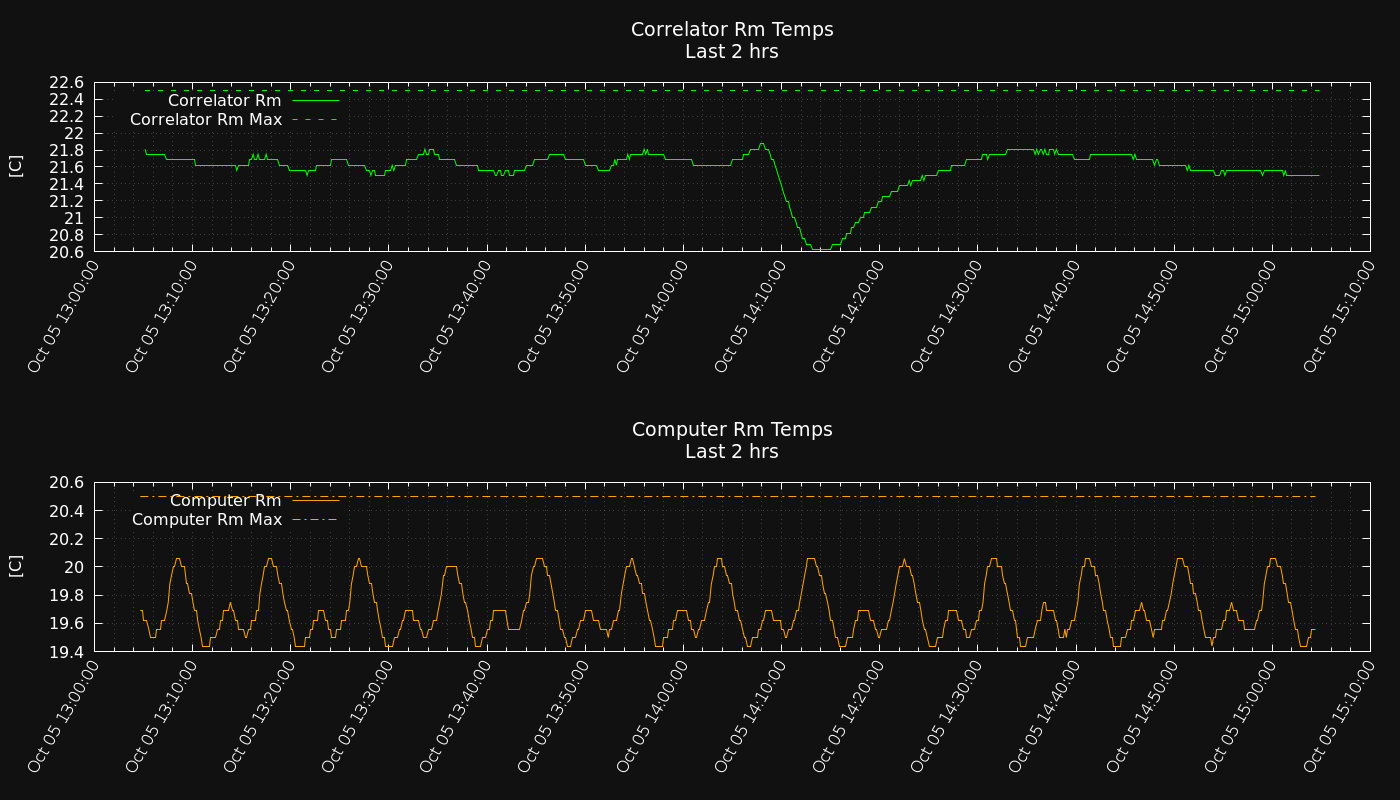 Correlator Rm Temps
Last 2 hrs
22.6
22.4
22.2
22
21.8
21.6
21.4
21.2
21
20.8
20.6
[C]
Correlator Rm
Correlator Rm Max
Oct 05 13:00:00
Oct 05 13:10:00
Oct 05 13:20:00
Oct 05 13:30:00
Oct 05 13:40:00
Oct 05 13:50:00
Oct 05 14:00:00
Oct 05 14:10:00
Oct 05 14:20:00
Oct 05 14:30:00
Oct 05 14:40:00
Oct 05 14:50:00
Oct 05 15:00:00
Oct 05 15:10:00
Computer Rm Temps
Last 2 hrs
20.6
20.4
20.2
20
19.8
19.6
19.4
[C]
Computer Rm
Computer Rm Max
Oct 05 13:00:00
Oct 05 13:10:00
Oct 05 13:20:00
Oct 05 13:30:00
Oct 05 13:40:00
Oct 05 13:50:00
Oct 05 14:00:00
Oct 05 14:10:00
Oct 05 14:20:00
Oct 05 14:30:00
Oct 05 14:40:00
Oct 05 14:50:00
Oct 05 15:00:00
Oct 05 15:10:00